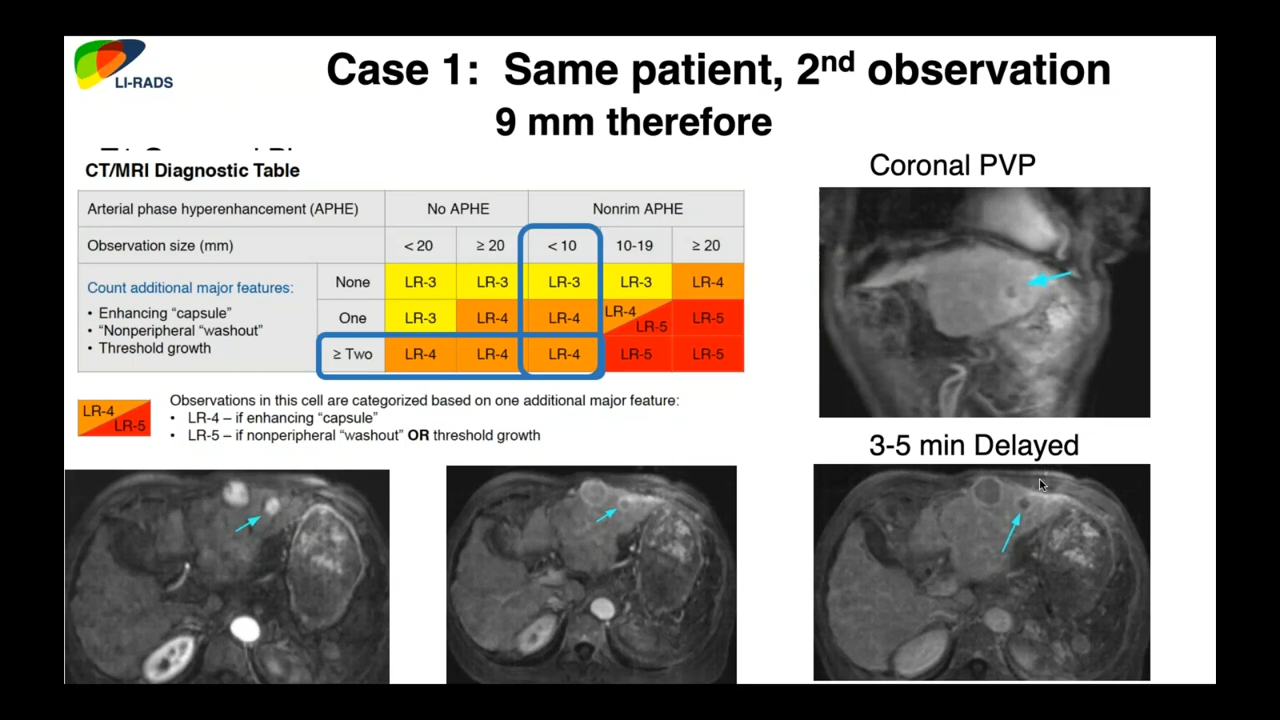 LI-RADS
Case 1: Same patient, 2nd observation
9 mm therefore
CT/MRI Diagnostic Table
Arterial phase hyperenhancement (APHE) No APHE Nonrim APHE
Observation size (mm) < 20 ≥ 20 < 10 10-19 ≥ 20
Count additional major features:
• Enhancing “capsule”
• “Nonperipheral “washout”
• Threshold growth
None LR-3 LR-3 LR-3 LR-3 LR-4
One LR-3 LR-4 LR-4 LR-4 LR-5 LR-5
≥ Two LR-4 LR-4 LR-4 LR-5 LR-5
LR-4
LR-5
Observations in this cell are categorized based on one additional major feature:
• LR-4 – if enhancing “capsule”
• LR-5 – if nonperipheral “washout” OR threshold growth
Coronal PVP
3-5 min Delayed